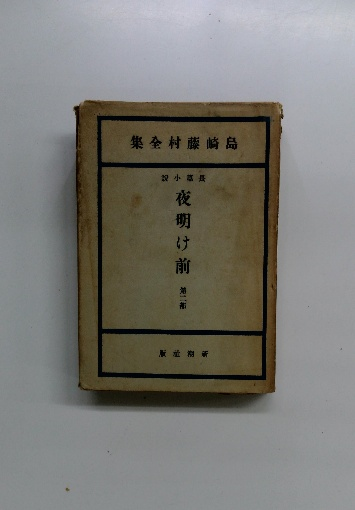 島崎藤村全集
長篇小説
夜明け前
第二部
新潮社版